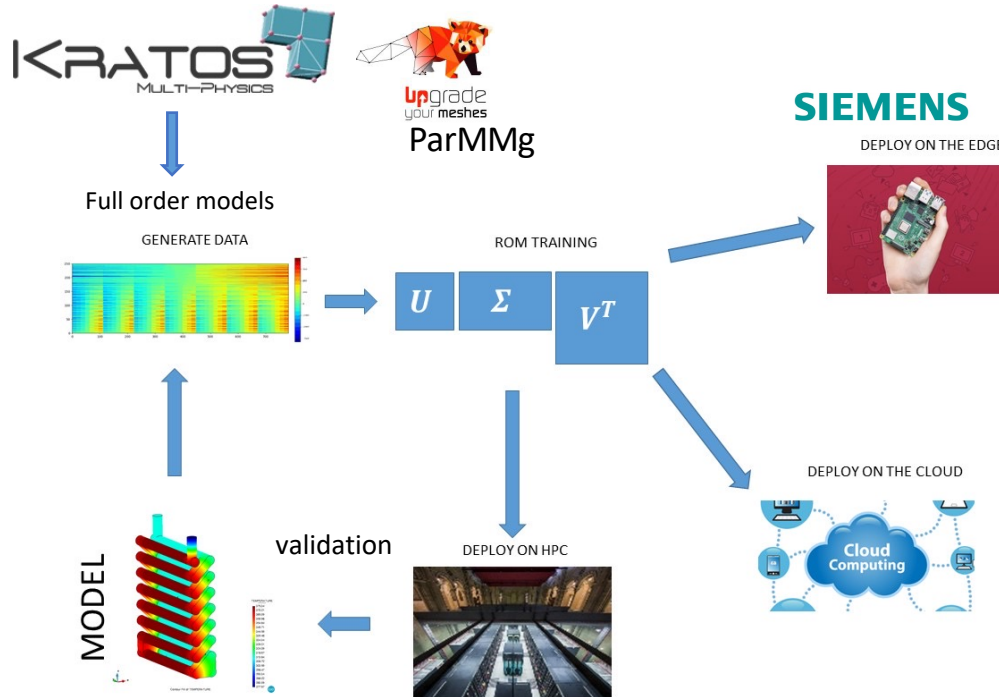 KRATOS
MULTI-PHYSICS
Upgrade
your meshes
ParMMg
SIEMENS
DEPLOY ON THE EDGE
Full order models
GENERATE DATA
ROM TRAINING
U
Σ
V^T
DEPLOY ON THE CLOUD
Cloud
Computing
validation
DEPLOY ON HPC
MODEL
TEMPERATURE